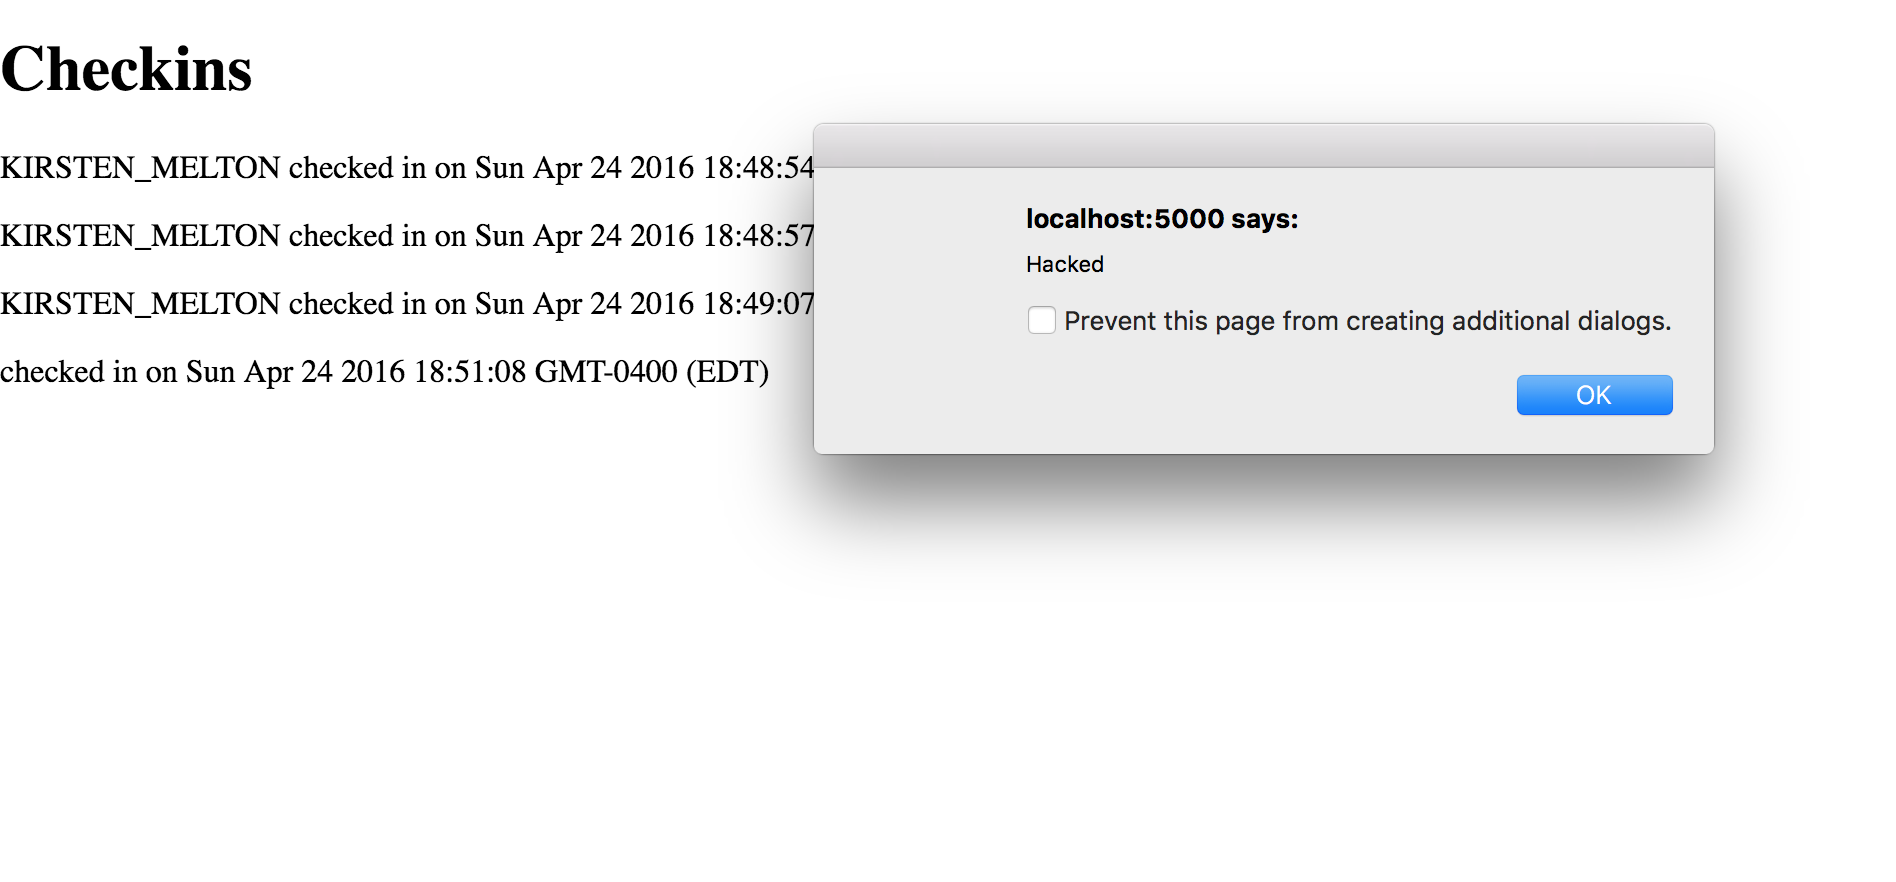 Checkins
KIRSTEN_MELTON checked in on Sun Apr 24 2016 18:48:54
KIRSTEN_MELTON checked in on Sun Apr 24 2016 18:48:57
KIRSTEN_MELTON checked in on Sun Apr 24 2016 18:49:07
checked in on Sun Apr 24 2016 18:51:08 GMT-0400 (EDT)
localhost:5000 says:
Hacked
Prevent this page from creating additional dialogs.
OK